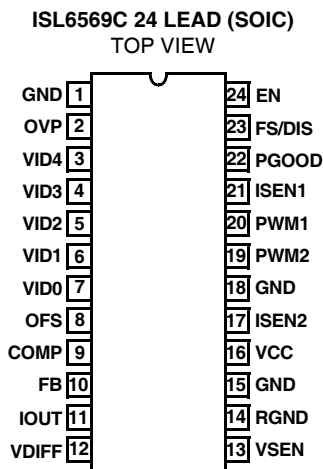 ISL6569C 24 LEAD (SOIC)
TOP VIEW
GND 1
OVP 2
VID4 3
VID3 4
VID2 5
VID1 6
VID0 7
OFS 8
COMP 9
FB 10
IOUT 11
VDIFF 12
24 EN
23 FS/DIS
22 PGOOD
21 ISEN1
20 PWM1
19 PWM2
18 GND
17 ISEN2
16 VCC
15 GND
14 RGND
13 VSEN